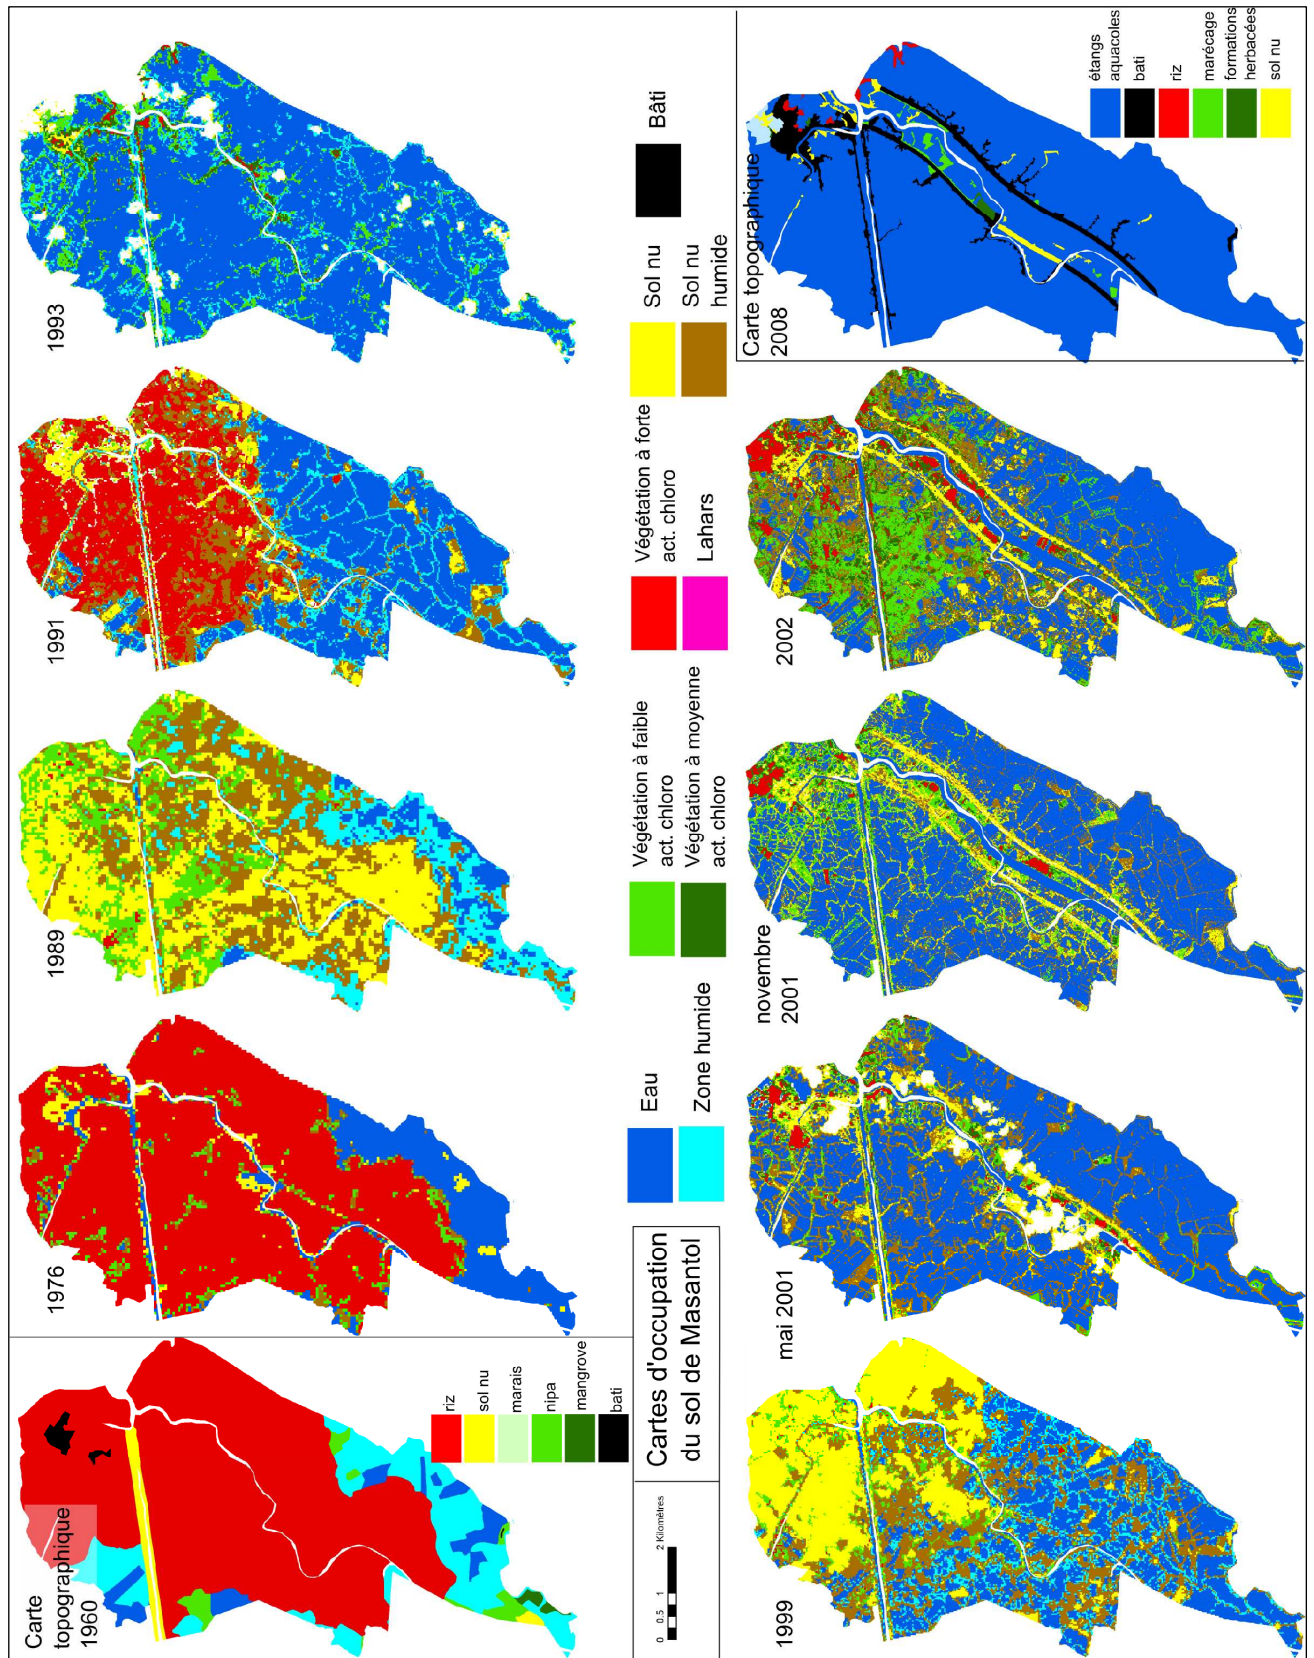 Carte
topographique
1960
riz
sol nu
marais
nipa
mangrove
bati
1976
1989
1991
1993
Cartes d'occupation
du sol de Masantol
0 0.5 1 2 Kilomètres
Eau
Zone humide
Végétation à faible
act. chloro
Végétation à moyenne
act. chloro
Végétation à forte
act. chloro
Lahars
Sol nu
Sol nu
humide
Bâti
1999
mai 2001
novembre
2001
2002
Carte topographique
2008
étangs
aquacoles
bati
riz
marécage
formations
herbacées
sol nu